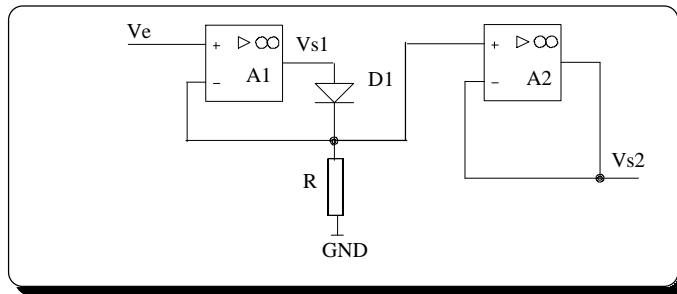 Ve
+
▷ ∞
Vs1
-
A1
D1
R
GND
+
▷ ∞
-
A2
Vs2